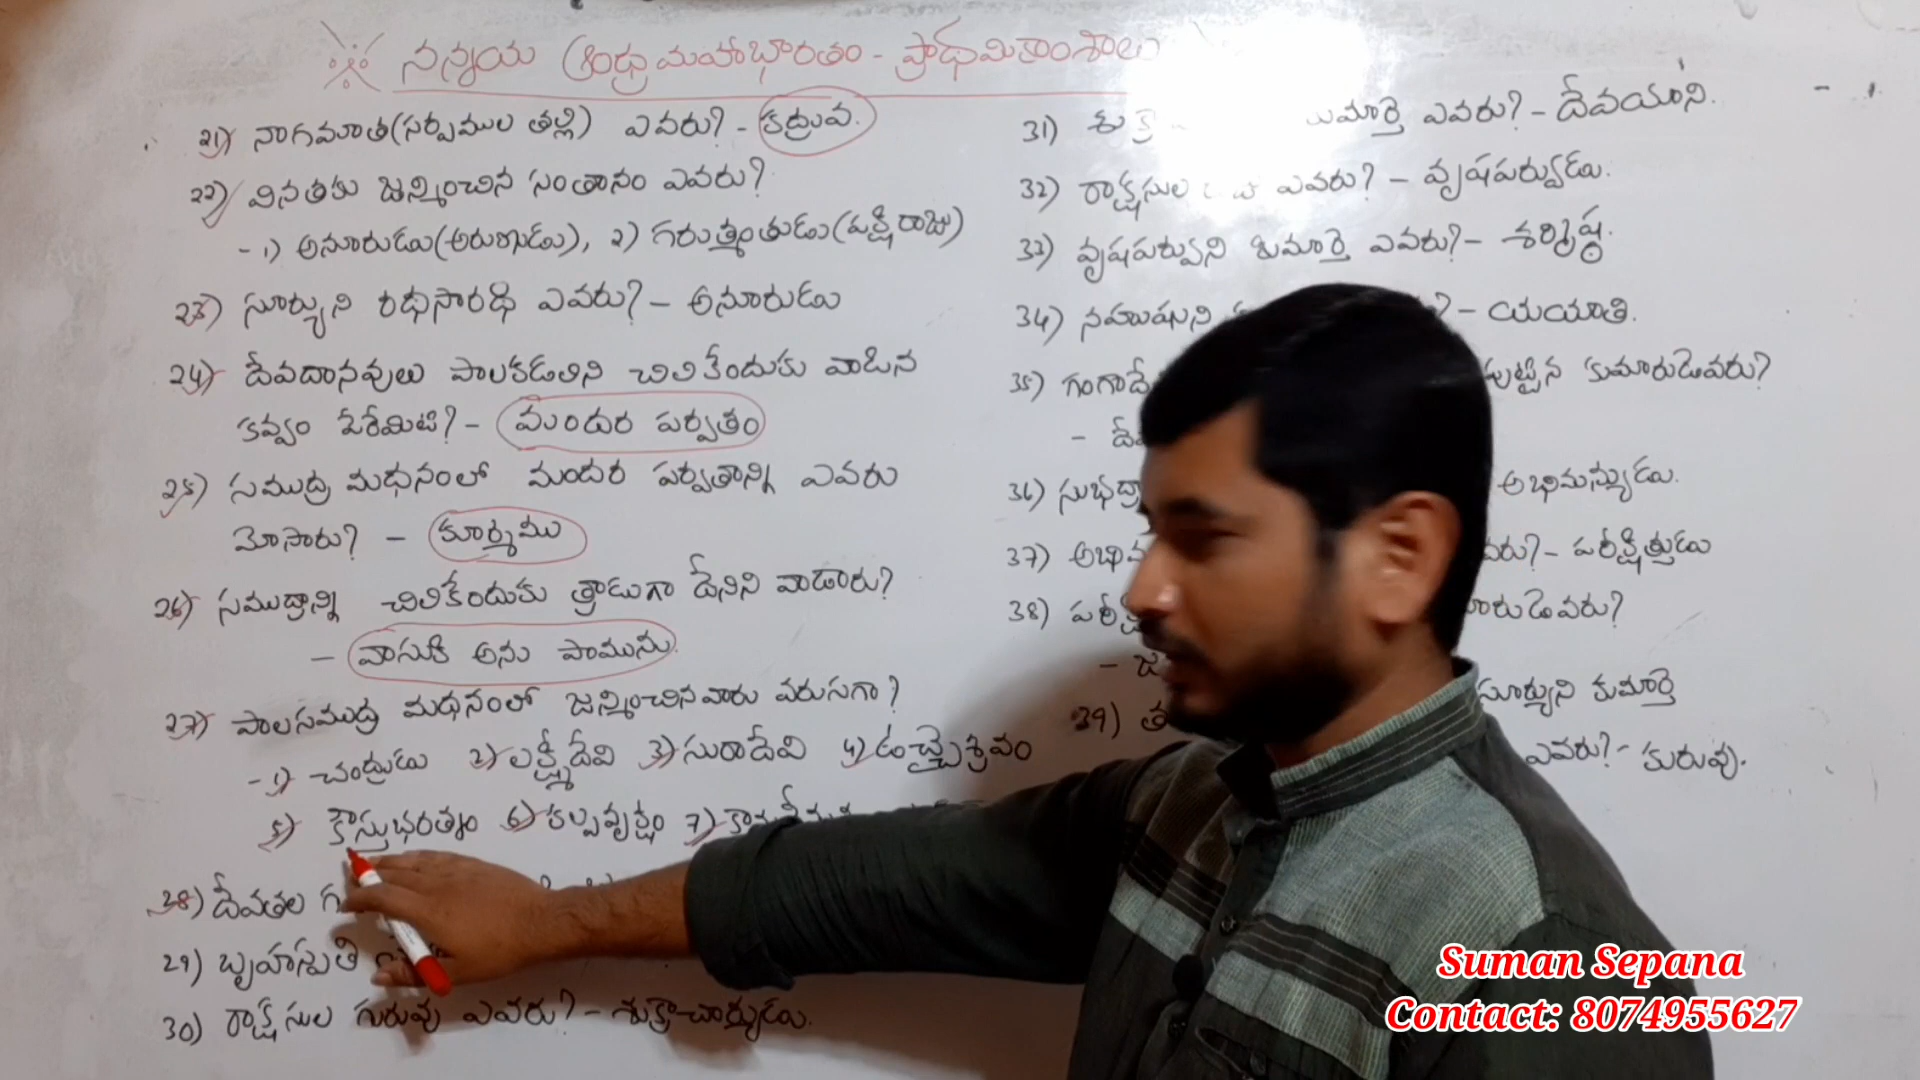 నన్నయ ఆంధ్రమహాభారతం - ప్రాథమికాంశాలు
21) నాగమాత(సర్పముల తల్లి) ఎవరు? - కద్రువ.
22) వినతకు జన్మించిన సంతానం ఎవరు?
- 1) అనూరుడు(అరుణుడు), 2) గరుత్మంతుడు(పక్షిరాజు)
23) సూర్యుని రథసారథి ఎవరు? - అనూరుడు
24) దేవదానవులు పాలకడలిని చిలికేందుకు వాడిన
కవ్వం పేరేమిటి? - మందర పర్వతం
25) సముద్ర మథనంలో మందర పర్వతాన్ని ఎవరు
మోసారు? - కూర్మము
26) సముద్రాన్ని చిలికేందుకు త్రాడుగా దేనిని వాడారు?
- వాసుకి అను పామును.
27) పాలసముద్ర మథనంలో జన్మించినవారు వరుసగా?
- 1) చంద్రుడు 2) లక్ష్మీదేవి 3) సురాదేవి 4) ఉచ్చైశ్రవం
5) కౌస్తుభరత్నం 6) కల్పవృక్షం 7)
28) దేవతల
29) బృహస్పతి
30) రాక్షసుల గురువు ఎవరు? - శుక్రాచార్యుడు.
31) శుక్ర ఎవరు? - దేవయాని.
32) రాక్షసుల ఎవరు? - వృషపర్వుడు.
33) వృషపర్వుని కుమార్తె ఎవరు? - శర్మిష్ఠ.
34) నహుషుని - యయాతి.
35) పుట్టిన కుమారుడెవరు?
36) అభిమన్యుడు.
37) - పరీక్షిత్తుడు
38)
39) సూర్యుని కుమార్తె
ఎవరు? - కురువు.
Suman Sepana
Contact: 8074955627